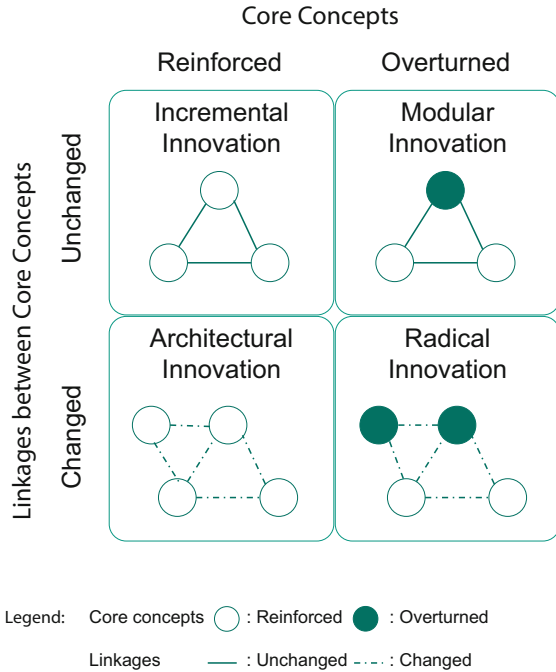 Core Concepts
Reinforced
Overturned
Linkages between Core Concepts
Unchanged
Incremental
Innovation
Modular
Innovation
Changed
Architectural
Innovation
Radical
Innovation
Legend: Core concepts : Reinforced : Overturned
Linkages : Unchanged : Changed